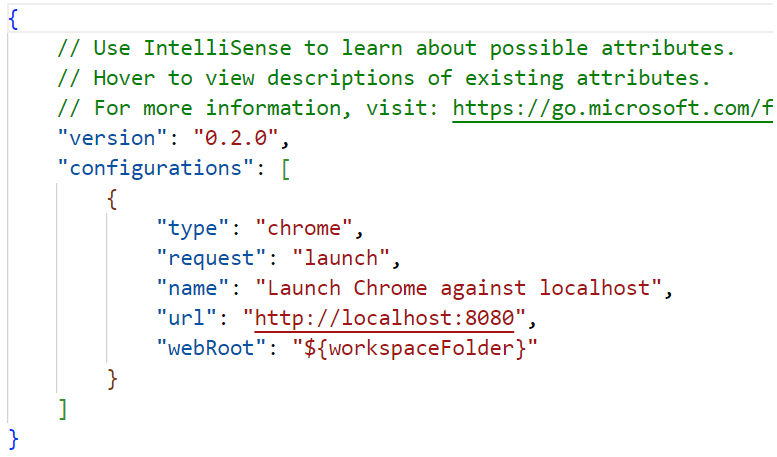 {
    // Use IntelliSense to learn about possible attributes.
    // Hover to view descriptions of existing attributes.
    // For more information, visit: https://go.microsoft.com/f
    "version": "0.2.0",
    "configurations": [
        {
            "type": "chrome",
            "request": "launch",
            "name": "Launch Chrome against localhost",
            "url": "http://localhost:8080",
            "webRoot": "${workspaceFolder}"
        }
    ]
}